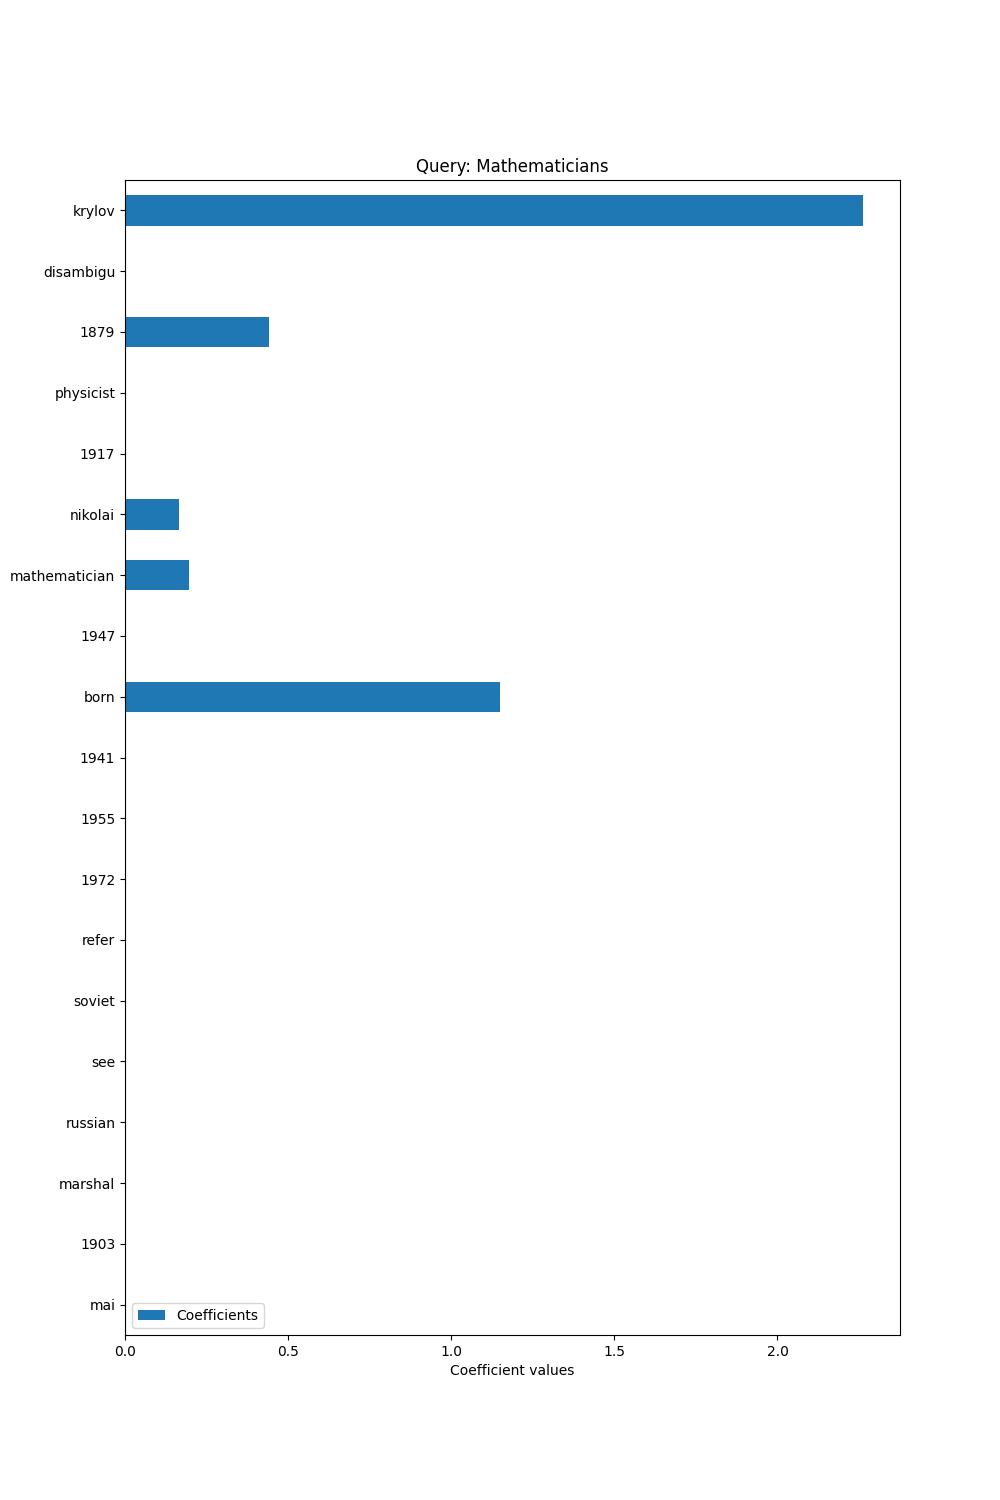 Query: Mathematicians
krylov
disambigu
1879
physicist
1917
nikolai
mathematician
1947
born
1941
1955
1972
refer
soviet
see
russian
marshal
1903
mai
Coefficients
0.0 0.5 1.0 1.5 2.0
Coefficient values